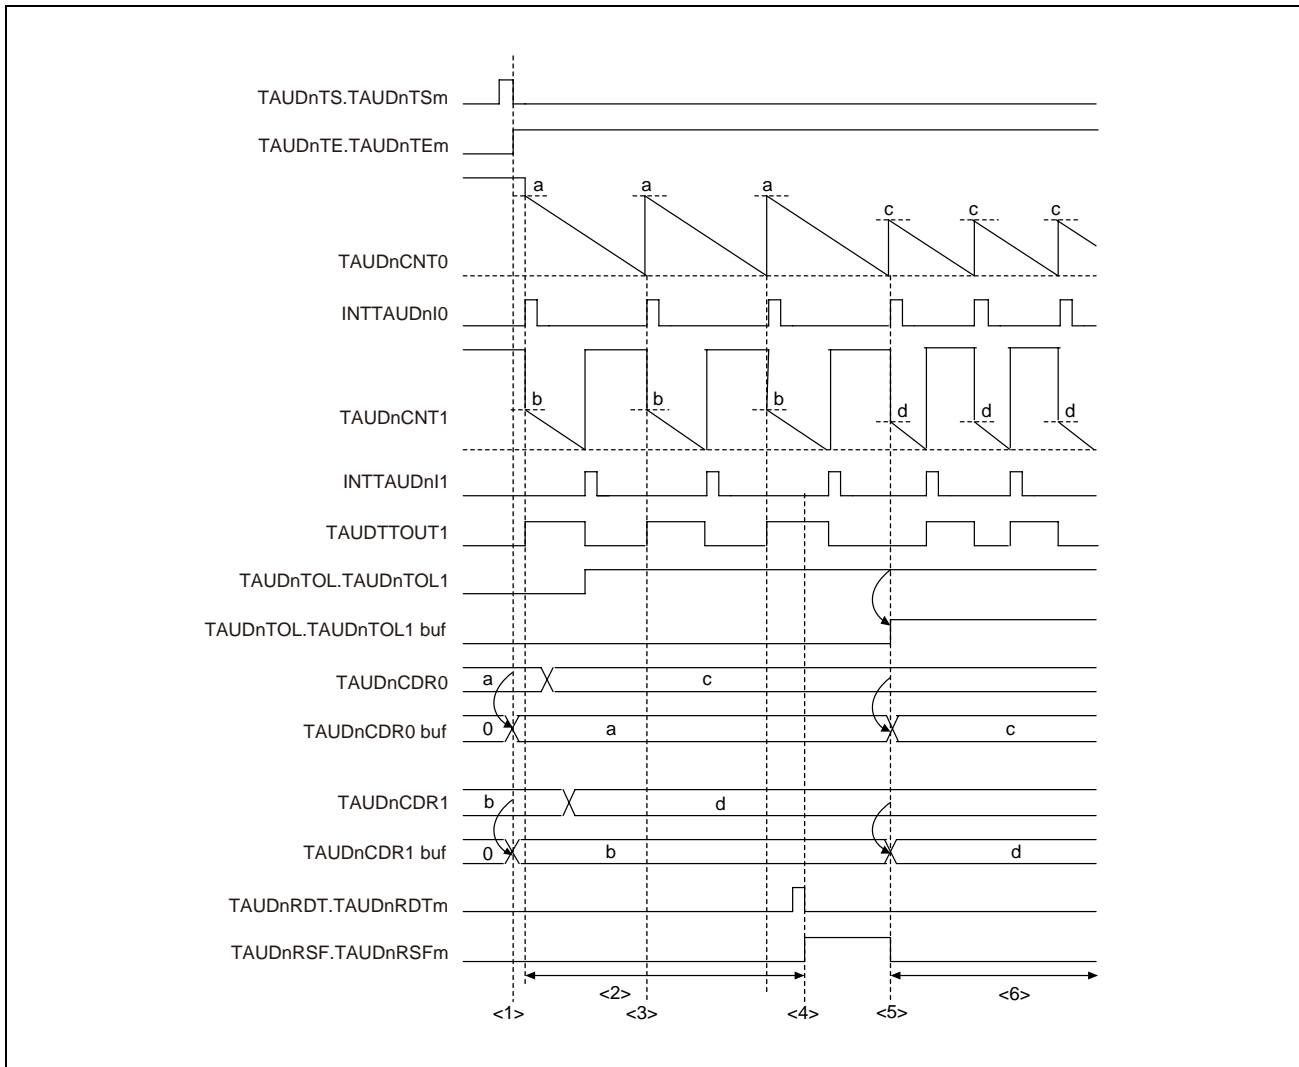 TAUDnTS.TAUDnTSm
TAUDnTE.TAUDnTEm
a a a
c c c
TAUDnCNT0
INTTAUDnI0
b b b
d d d
TAUDnCNT1
INTTAUDnI1
TAUDTTOUT1
TAUDnTOL.TAUDnTOL1
TAUDnTOL.TAUDnTOL1 buf
TAUDnCDR0 a c
TAUDnCDR0 buf 0 a c
TAUDnCDR1 b d
TAUDnCDR1 buf 0 b d
TAUDnRDT.TAUDnRDTm
TAUDnRSF.TAUDnRSFm
<2> <6>
<1> <3> <4> <5>